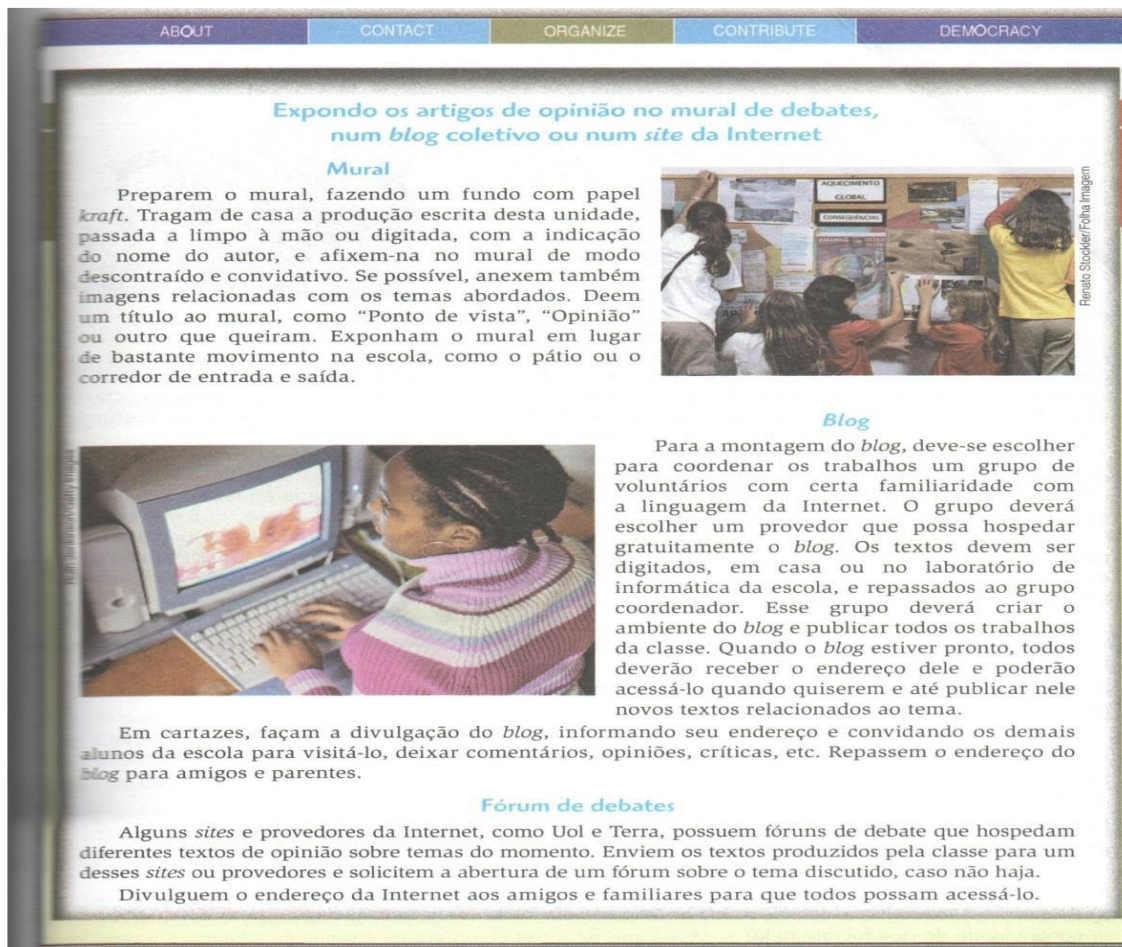 ABOUT
CONTACT
ORGANIZE
CONTRIBUTE
DEMOCRACY
Expondo os artigos de opinião no mural de debates,
num blog coletivo ou num site da Internet
Mural
Preparem o mural, fazendo um fundo com papel
kraft. Tragam de casa a produção escrita desta unidade,
passada a limpo à mão ou digitada, com a indicação
do nome do autor, e afixem-na no mural de modo
descontraído e convidativo. Se possível, anexem também
imagens relacionadas com os temas abordados. Deem
um título ao mural, como “Ponto de vista”, “Opinião”
ou outro que queiram. Exponham o mural em lugar
de bastante movimento na escola, como o pátio ou o
corredor de entrada e saída.
AQUECIMENTO
GLOBAL
CONSEQUÊNCIAS
Renato Stockler/Folha Imagem
Blog
Para a montagem do blog, deve-se escolher
para coordenar os trabalhos um grupo de
voluntários com certa familiaridade com
a linguagem da Internet. O grupo deverá
escolher um provedor que possa hospedar
gratuitamente o blog. Os textos devem ser
digitados, em casa ou no laboratório de
informática da escola, e repassados ao grupo
coordenador. Esse grupo deverá criar o
ambiente do blog e publicar todos os trabalhos
da classe. Quando o blog estiver pronto, todos
deverão receber o endereço dele e poderão
acessá-lo quando quiserem e até publicar nele
novos textos relacionados ao tema.
Em cartazes, façam a divulgação do blog, informando seu endereço e convidando os demais
alunos da escola para visitá-lo, deixar comentários, opiniões, críticas, etc. Repassem o endereço do
blog para amigos e parentes.
Fórum de debates
Alguns sites e provedores da Internet, como Uol e Terra, possuem fóruns de debate que hospedam
diferentes textos de opinião sobre temas do momento. Enviem os textos produzidos pela classe para um
desses sites ou provedores e solicitem a abertura de um fórum sobre o tema discutido, caso não haja.
Divulguem o endereço da Internet aos amigos e familiares para que todos possam acessá-lo.